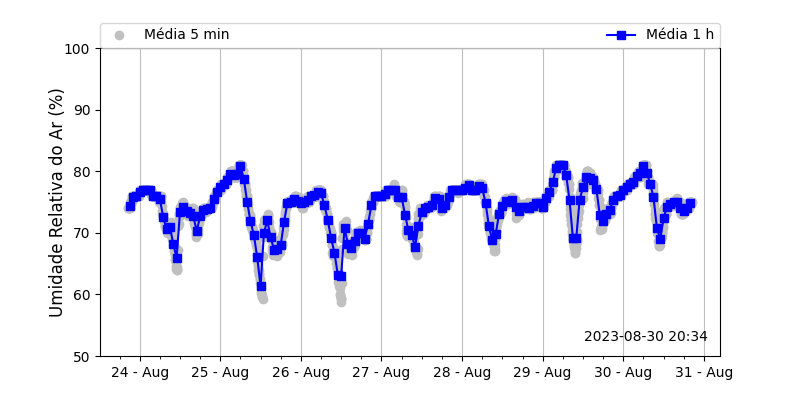 Média 5 min
Média 1 h
Umidade Relativa do Ar (%)
100
90
80
70
60
50
2023-08-30 20:34
24 - Aug
25 - Aug
26 - Aug
27 - Aug
28 - Aug
29 - Aug
30 - Aug
31 - Aug